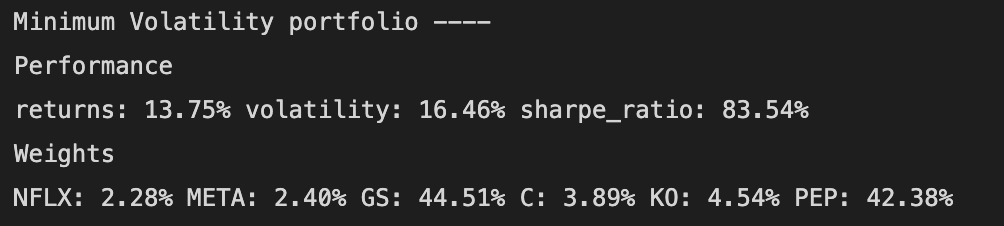 Minimum Volatility portfolio ----
Performance
returns: 13.75% volatility: 16.46% sharpe_ratio: 83.54%
Weights
NFLX: 2.28% META: 2.40% GS: 44.51% C: 3.89% KO: 4.54% PEP: 42.38%